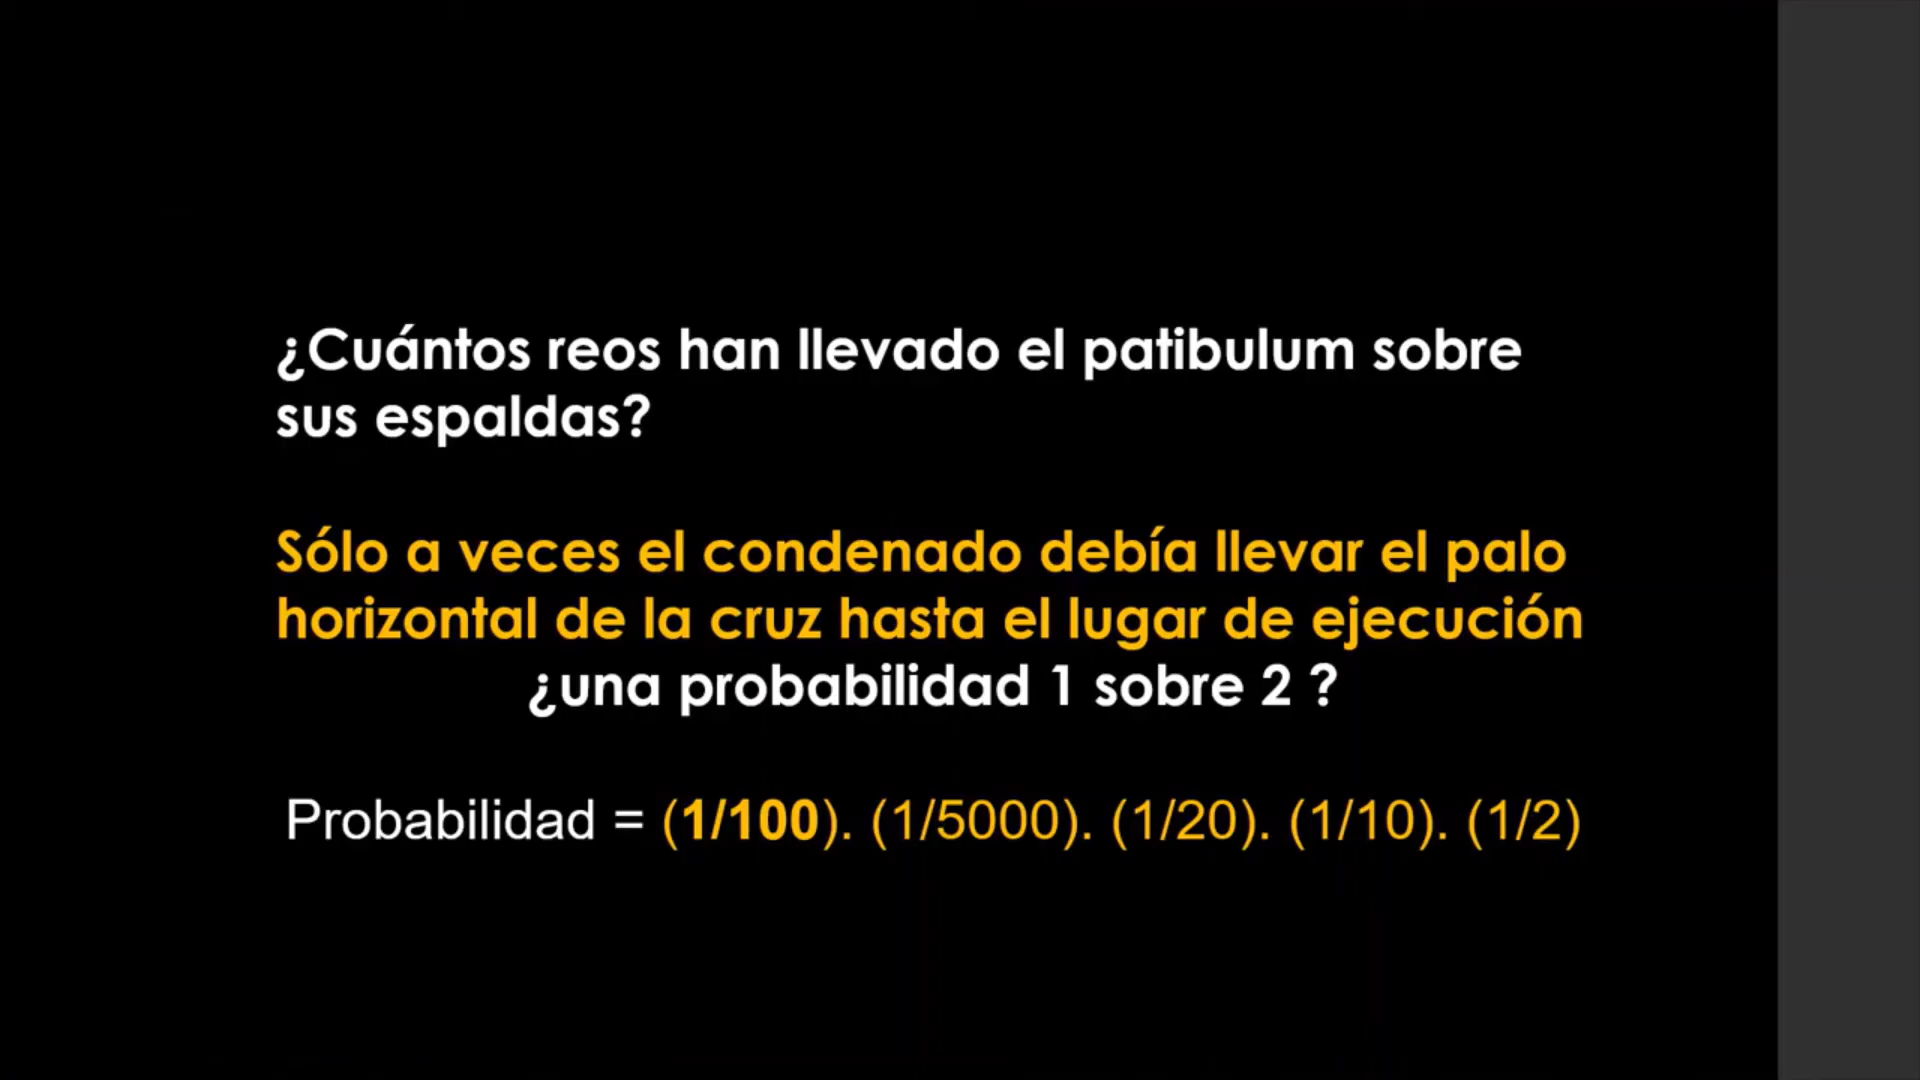 ¿Cuántos reos han llevado el patibulum sobre
sus espaldas?
Sólo a veces el condenado debía llevar el palo
horizontal de la cruz hasta el lugar de ejecución
¿una probabilidad 1 sobre 2 ?
Probabilidad = (1/100). (1/5000). (1/20). (1/10). (1/2)